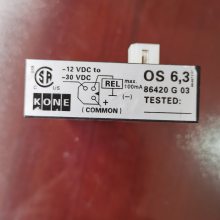 -12 VDC to
-30 VDC
REL
max.
100mA
(-)
+
(COMMON)
OS 6,3
86420 G 03
TESTED:
C US
KONE